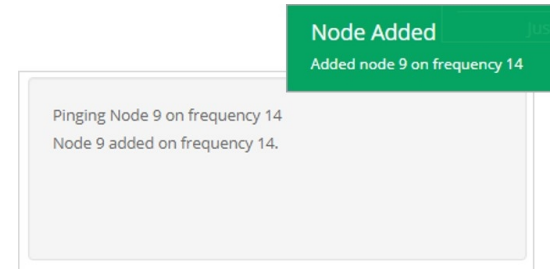 Node Added
Added node 9 on frequency 14
Pinging Node 9 on frequency 14
Node 9 added on frequency 14.